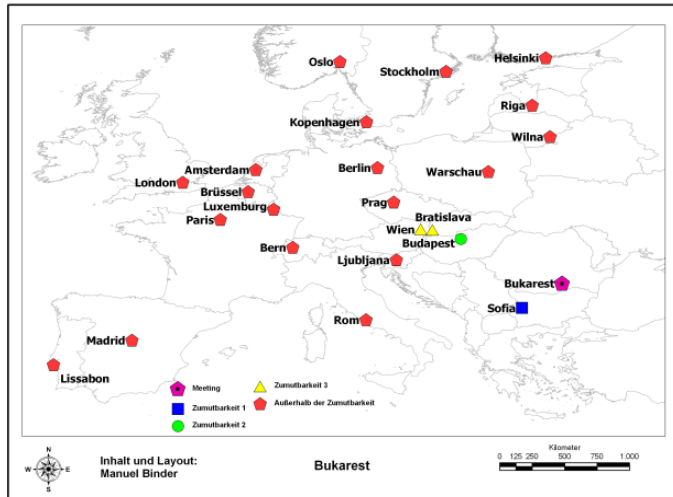 Oslo
Stockholm
Helsinki
Riga
Kopenhagen
Wilna
Amsterdam
Berlin
Warschau
London
Brüssel
Luxemburg
Prag
Paris
Bratislava
Wien
Budapest
Bern
Ljubljana
Bukarest
Sofia
Rom
Madrid
Lissabon
Meeting
Zumutbarkeit 3
Zumutbarkeit 1
Außerhalb der Zumutbarkeit
Zumutbarkeit 2
N
W E
S
Inhalt und Layout:
Manuel Binder
Bukarest
Kilometer
0 125 250 500 750 1.000